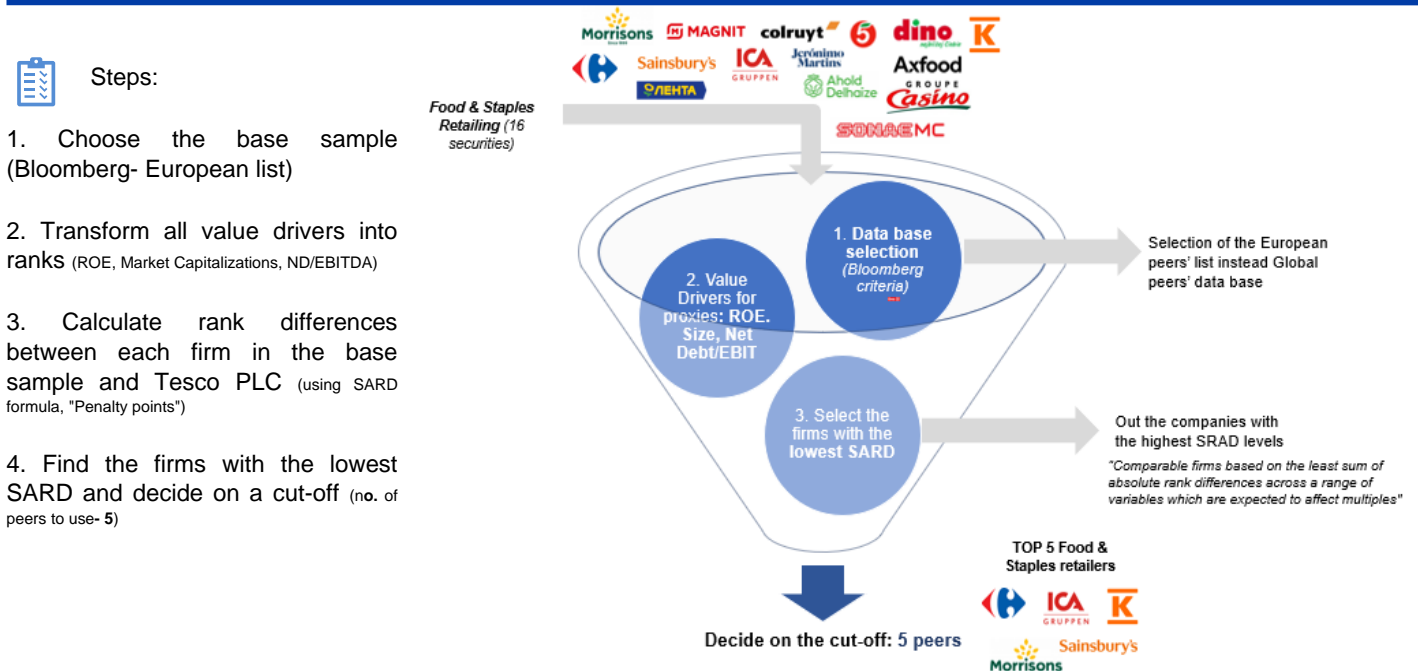 Steps:
1. Choose the base sample
(Bloomberg- European list)
2. Transform all value drivers into
ranks (ROE, Market Capitalizations, ND/EBITDA)
3. Calculate rank differences
between each firm in the base
sample and Tesco PLC (using SARD
formula, "Penalty points")
4. Find the firms with the lowest
SARD and decide on a cut-off (no. of
peers to use- 5)
Morrisons
MAGNIT
colruyt
5
dino
K
Sainbury's
ICA
GRUPPEN
Jerónimo
Martins
Axfood
ЛЕНТА
Ahold
Delhaize
GROUPE
Casino
SONAEMC
Food & Staples
Retailing (16
securities)
1. Data base
selection
(Bloomberg
criteria)
Selection of the European
peers' list instead Global
peers' data base
2. Value
Drivers for
proxies: ROE.
Size, Net
Debt/EBIT
3. Select the
firms with the
lowest SARD
Out the companies with
the highest SRAD levels
"Comparable firms based on the least sum of
absolute rank differences across a range of
variables which are expected to affect multiples"
TOP 5 Food &
Staples retailers
ICA
GRUPPEN
K
Sainsbury's
Morrisons
Decide on the cut-off: 5 peers